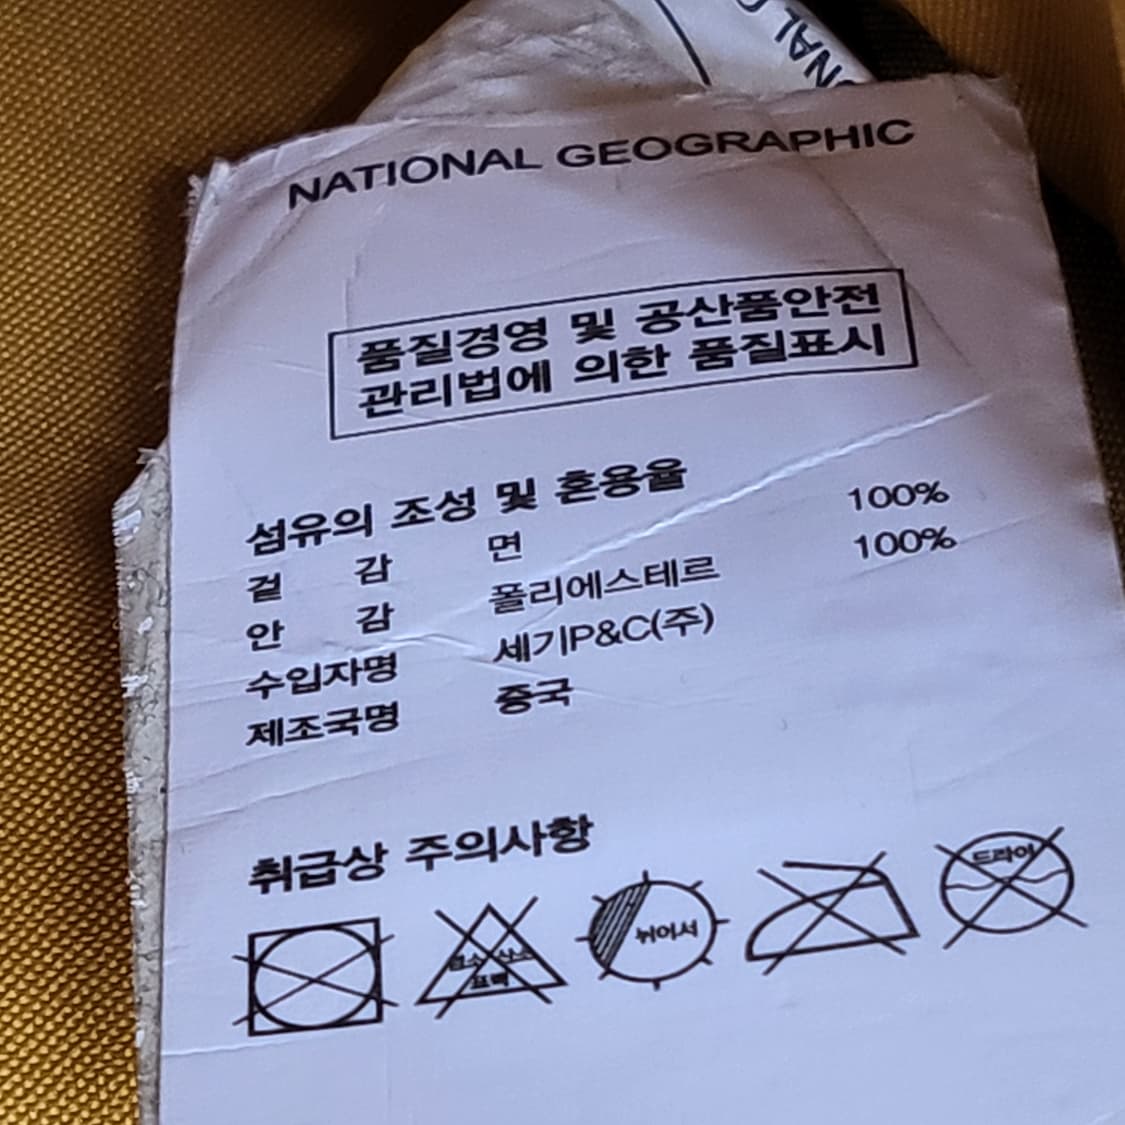 NATIONAL GEOGRAPHIC
품질경영 및 공산품안전
관리법에 의한 품질표시
섬유의 조성 및 혼용율
겉 감 면 100%
안 감 폴리에스테르 100%
수입자명 세기P&C(주)
제조국명 중국
취급상 주의사항
염소 산소 뉘어서 드라이
표백